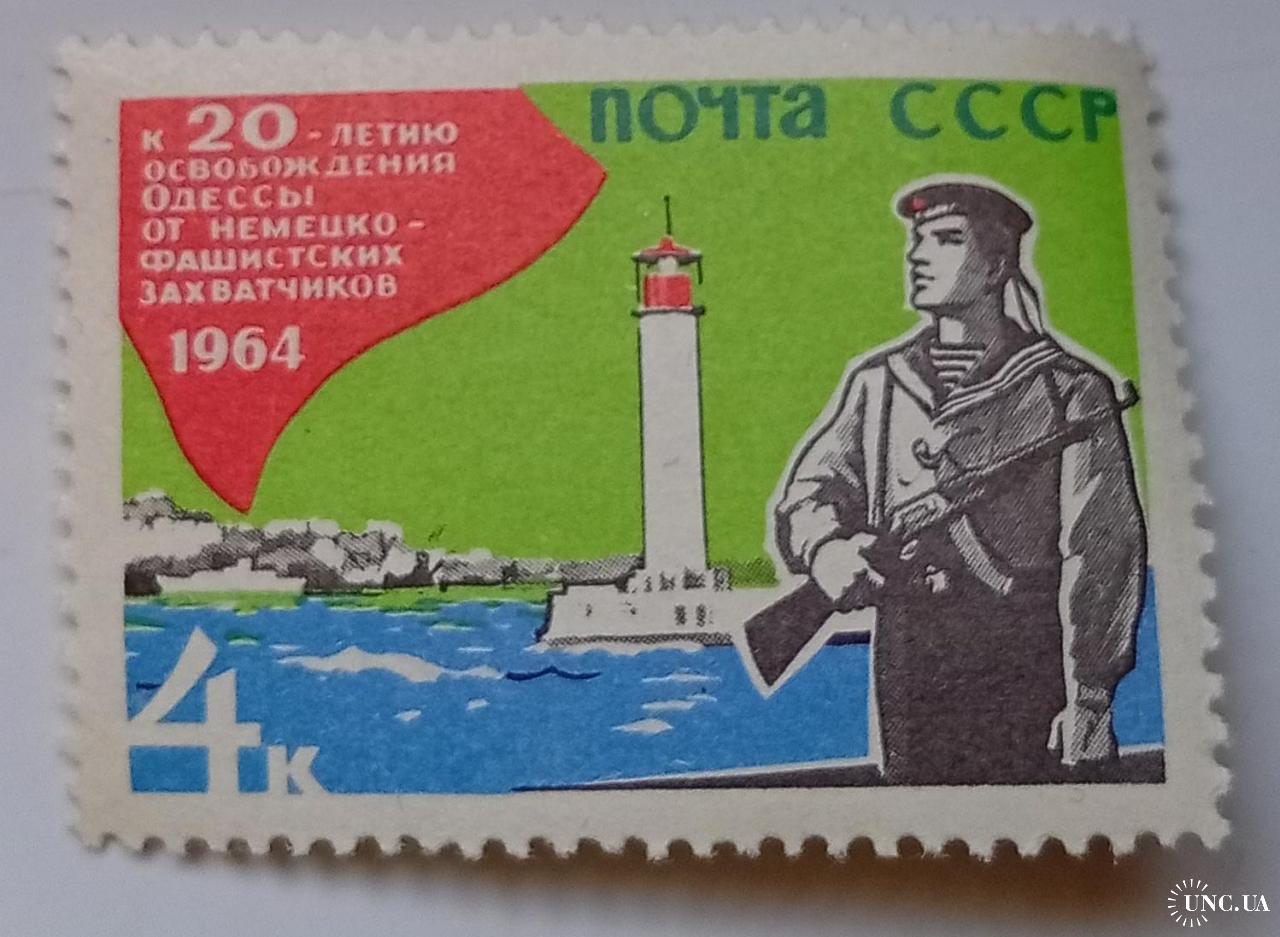 К 20-ЛЕТИЮ
ОСВОБОЖДЕНИЯ
ОДЕССЫ
ОТ НЕМЕЦКО-
ФАШИСТСКИХ
ЗАХВАТЧИКОВ
1964
ПОЧТА СССР
4К
UNC.UA